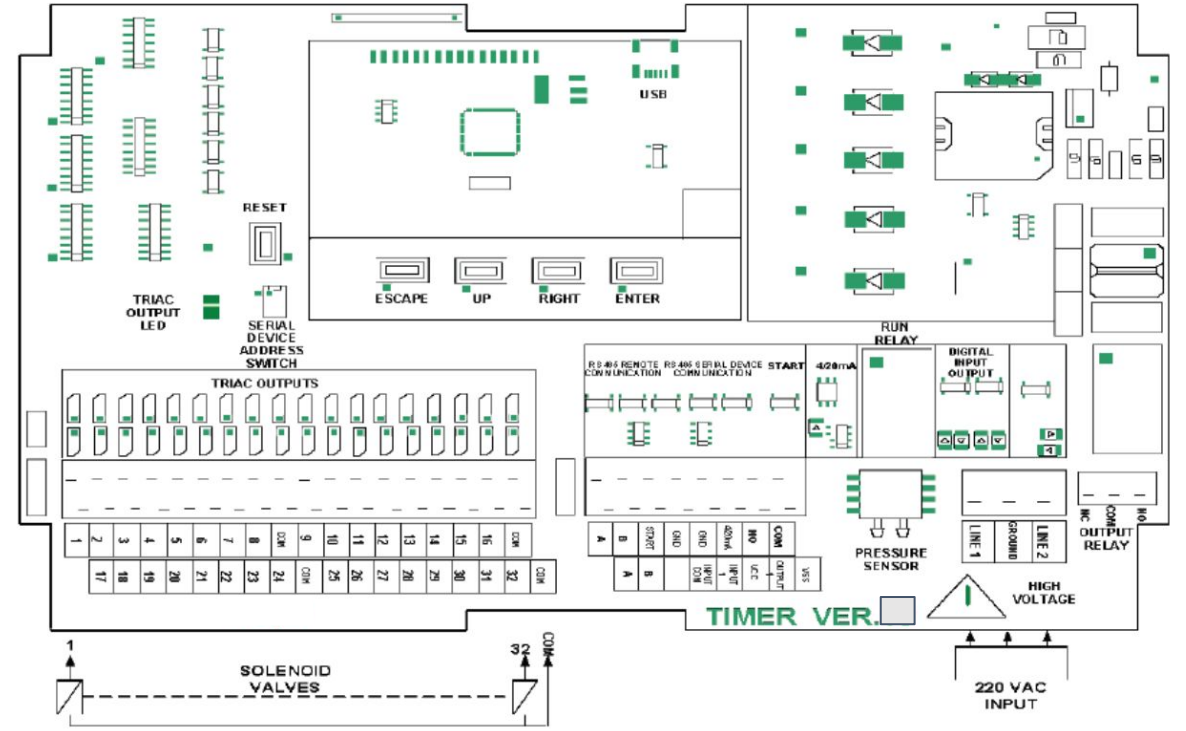 USB
RESET
ESCAPE
UP
RIGHT
ENTER
TRIAC
OUTPUT
LED
SERIAL
DEVICE
ADDRESS
SWITCH
RUN
RELAY
TRIAC OUTPUTS
RS485 REMOTE
COMMUNICATION
RS485 SERIAL DEVICE
COMMUNICATION
START
4/20mA
DIGITAL
INPUT
OUTPUT
1 2 3 4 5 6 7 8 COM 9 10 11 12 13 14 15 16 COM
17 18 19 20 21 22 23 24 COM 25 26 27 28 29 30 31 32 COM
A B START GND GND 4/20mA NO COM
A B INPUT COM INPUT 1 VCC OUTPUT 1 VSS
PRESSURE
SENSOR
LINE 1
GROUND
LINE 2
NC
COM
NO
OUTPUT
RELAY
HIGH
VOLTAGE
TIMER VER.
1
32
COM
SOLENOID
VALVES
220 VAC
INPUT